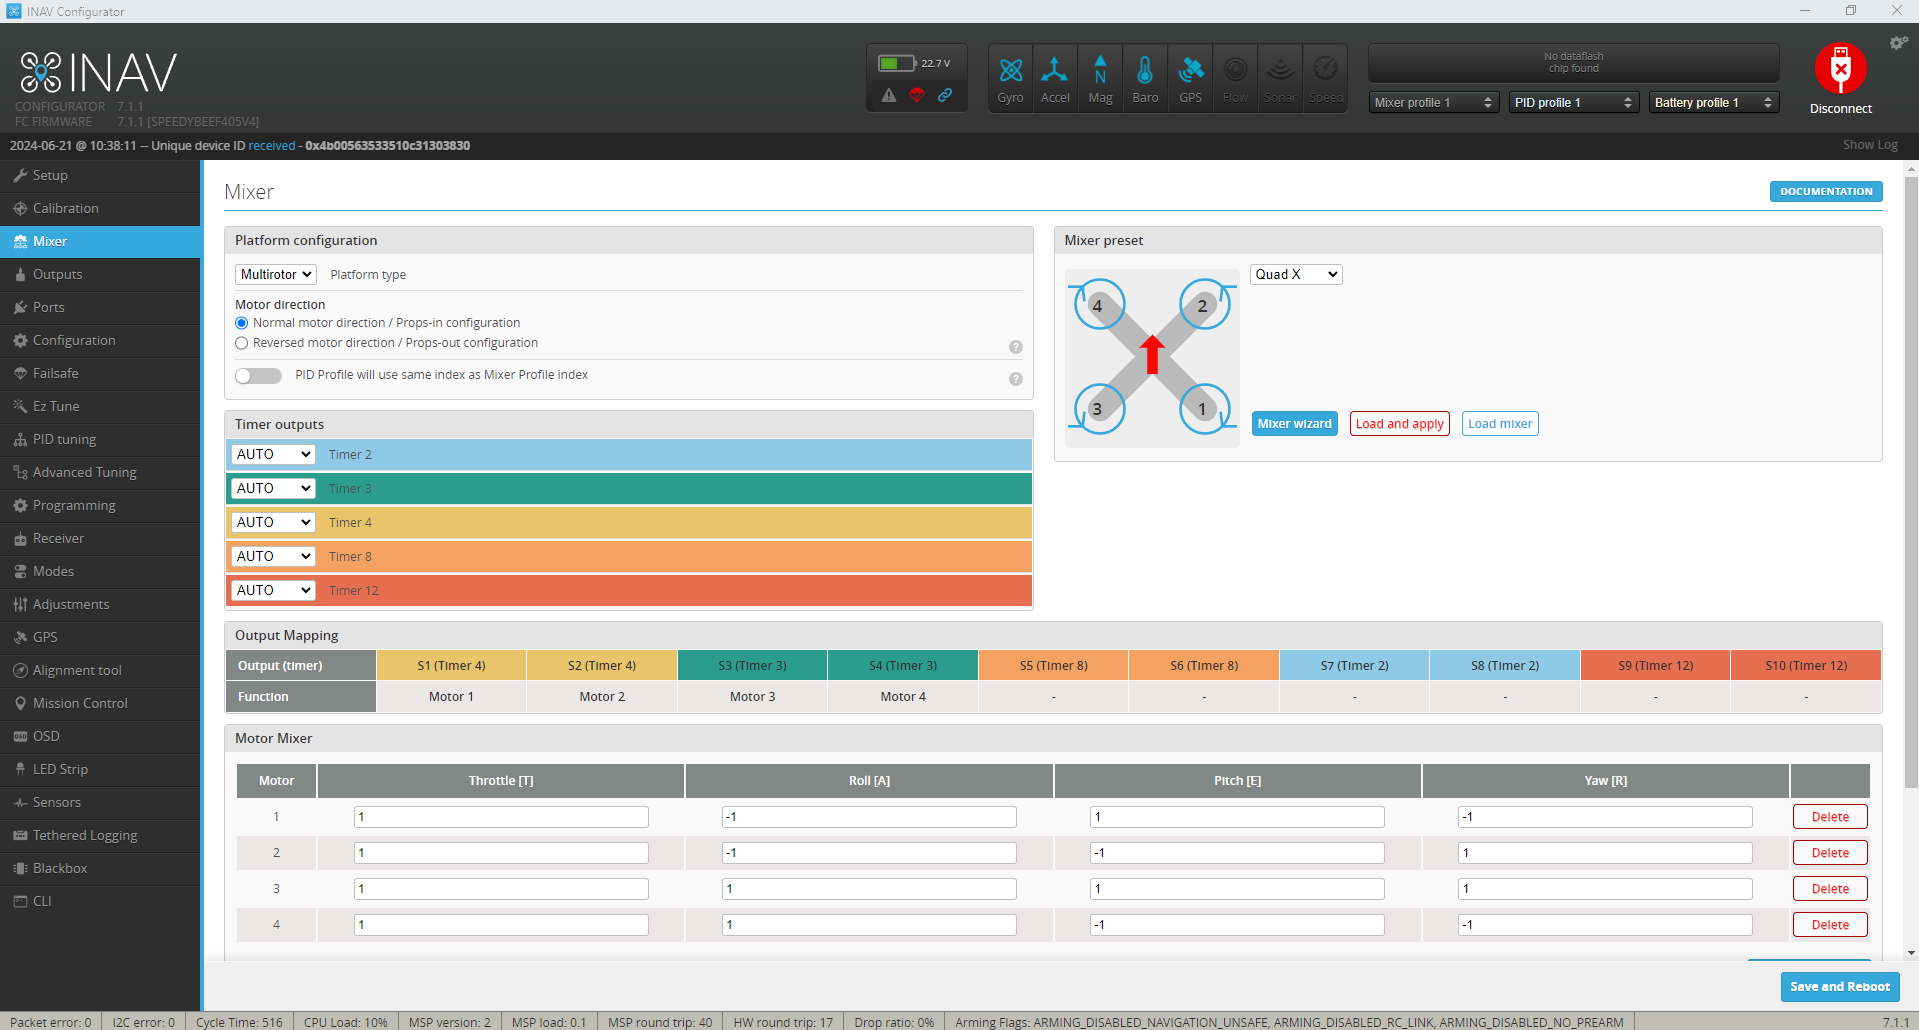 INAV Configurator
INAV
CONFIGURATOR 7.1.1
FC FIRMWARE 7.1.1 [SPEEDYBEEF405V4]
22.7 V
Gyro Accel Mag Baro GPS Flow Sonar Speed
No dataflash
chip found
Mixer profile 1 PID profile 1 Battery profile 1
Disconnect
2024-06-21 @ 10:38:11 -- Unique device ID received - 0x4b00563533510c31303830
Show Log
Setup
Calibration
Mixer
Outputs
Ports
Configuration
Failsafe
Ez Tune
PID tuning
Advanced Tuning
Programming
Receiver
Modes
Adjustments
GPS
Alignment tool
Mission Control
OSD
LED Strip
Sensors
Tethered Logging
Blackbox
CLI
Mixer
DOCUMENTATION
Platform configuration
Multirotor Platform type
Motor direction
Normal motor direction / Props-in configuration
Reversed motor direction / Props-out configuration
?
PID Profile will use same index as Mixer Profile index
?
Mixer preset
Quad X
4 2
3 1
N
Mixer wizard Load and apply Load mixer
Timer outputs
AUTO Timer 2
AUTO Timer 3
AUTO Timer 4
AUTO Timer 8
AUTO Timer 12
Output Mapping
Output (timer) S1 (Timer 4) S2 (Timer 4) S3 (Timer 3) S4 (Timer 3) S5 (Timer 8) S6 (Timer 8) S7 (Timer 2) S8 (Timer 2) S9 (Timer 12) S10 (Timer 12)
Function Motor 1 Motor 2 Motor 3 Motor 4 - - - - - -
Motor Mixer
Motor Throttle [T] Roll [A] Pitch [E] Yaw [R]
1 1 -1 1 -1 Delete
2 1 -1 -1 1 Delete
3 1 1 1 1 Delete
4 1 1 -1 -1 Delete
Save and Reboot
Packet error: 0 I2C error: 0 Cycle Time: 516 CPU Load: 10% MSP version: 2 MSP load: 0.1 MSP round trip: 40 HW round trip: 17 Drop ratio: 0% Arming Flags: ARMING_DISABLED_NAVIGATION_UNSAFE, ARMING_DISABLED_RC_LINK, ARMING_DISABLED_NO_PREARM 7.1.1